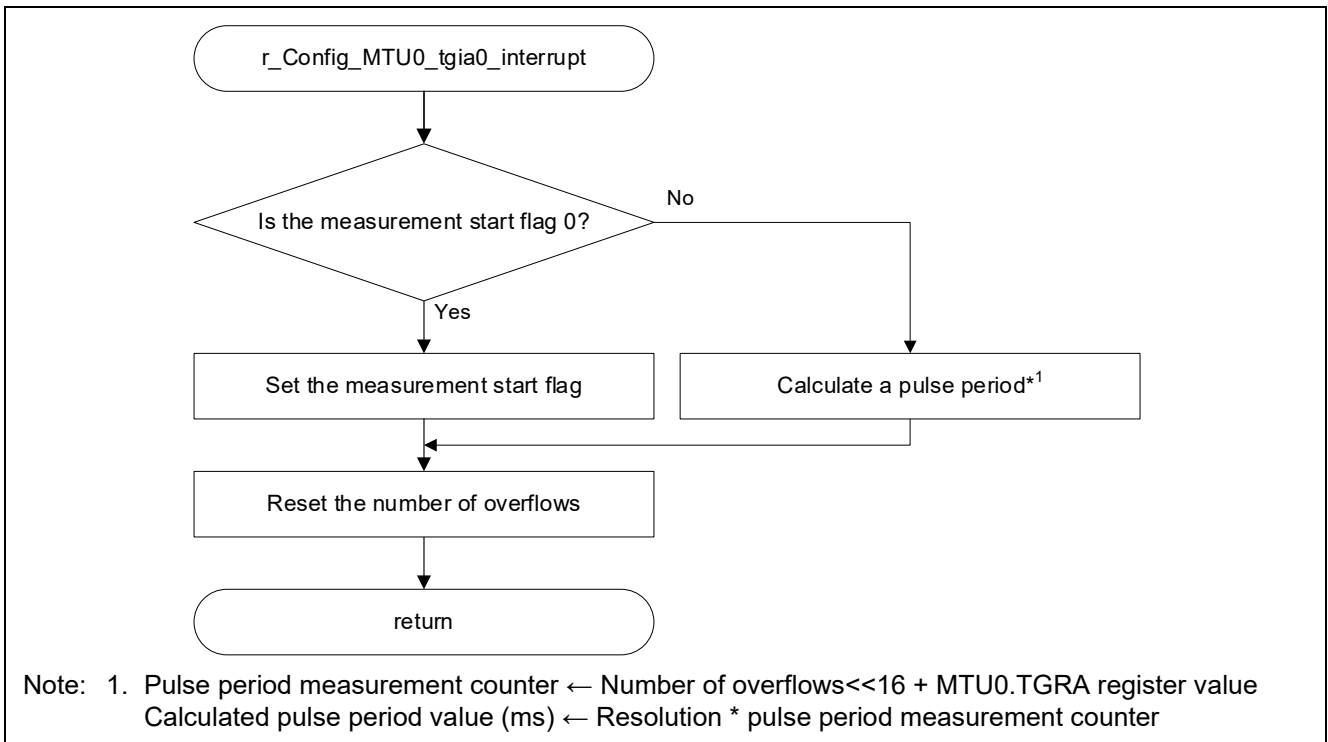 r_Config_MTU0_tgia0_interrupt
Is the measurement start flag 0?
No
Yes
Set the measurement start flag
Calculate a pulse period*1
Reset the number of overflows
return
Note: 1. Pulse period measurement counter ← Number of overflows<<16 + MTU0.TGRA register value
Calculated pulse period value (ms) ← Resolution * pulse period measurement counter